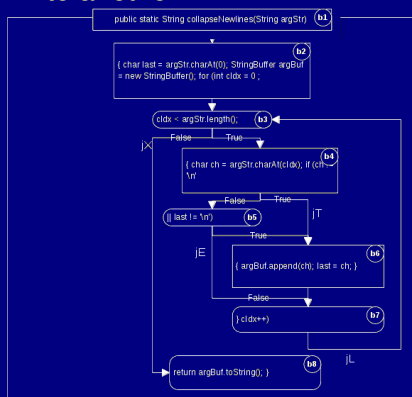 public static String collapseNewlines(String argStr)
b1
b2
{ char last = argStr.charAt(0); StringBuffer argBuf
= new StringBuffer(); for (int cIdx = 0 ;
cIdx < argStr.length();
b3
False
True
jX
b4
{ char ch = argStr.charAt(cIdx); if (ch
'\n'
False
True
(|| last != '\n')
b5
jT
True
jE
b6
{ argBuf.append(ch); last = ch; }
False
b7
} cIdx++)
jL
b8
return argBuf.toString(); }